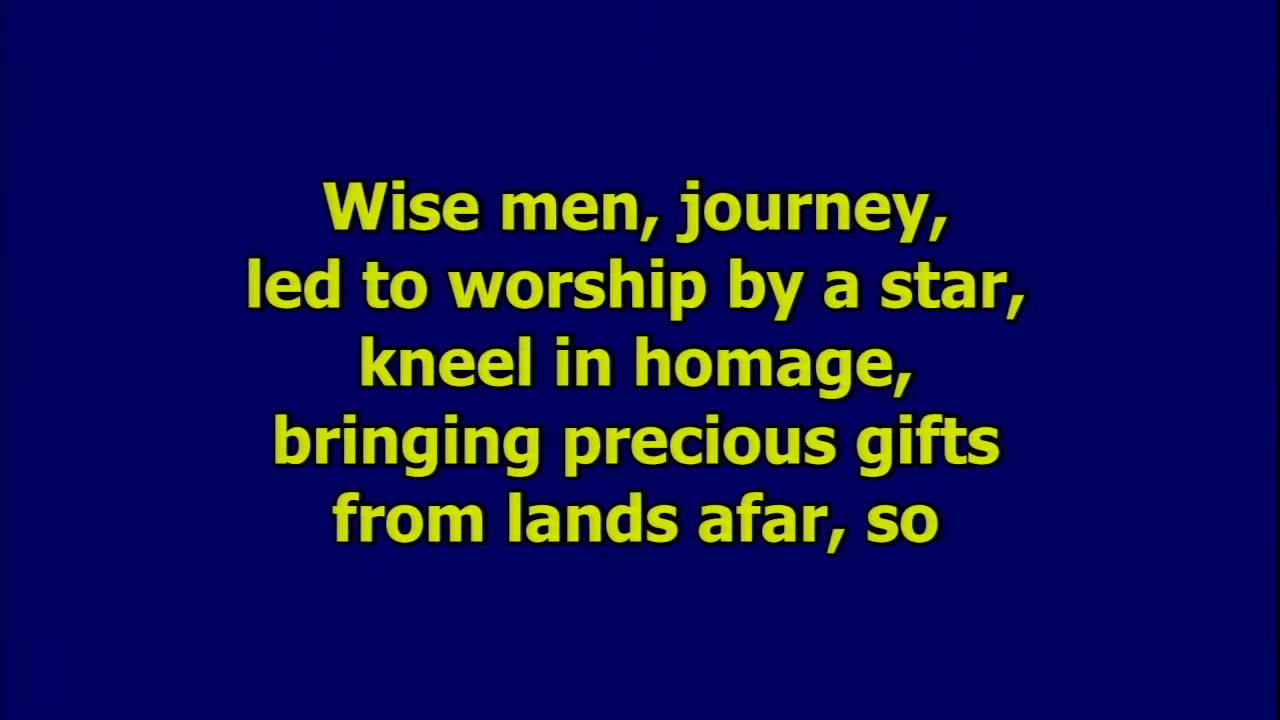 Wise men, journey,
led to worship by a star,
kneel in homage,
bringing precious gifts
from lands afar, so